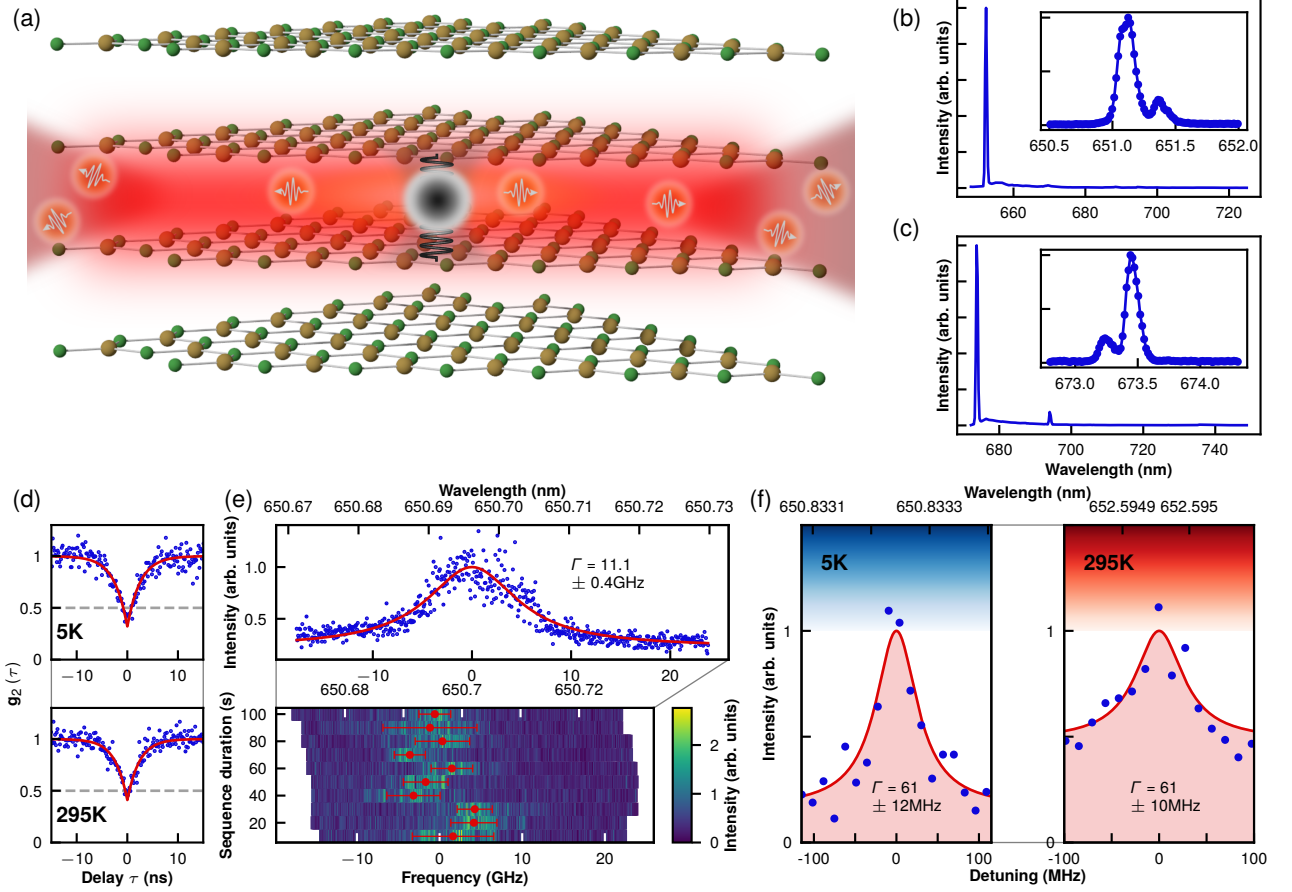 (a)
(b)
Intensity (arb. units)
650.5 651.0 651.5 652.0
660 680 700 720
(c)
Intensity (arb. units)
673.0 673.5 674.0
680 700 720 740
Wavelength (nm)
(d)
1
0.5
0
5K
−10 0 10
g₂ (τ)
1
0.5
0
295K
−10 0 10
Delay τ (ns)
(e)
Wavelength (nm)
650.67 650.68 650.69 650.70 650.71 650.72 650.73
Intensity (arb. units)
1.0
0.5
Γ = 11.1
± 0.4GHz
−10 0 10 20
650.68 650.7 650.72
Sequence duration (s)
100
80
60
40
20
−10 0 10 20
Frequency (GHz)
2
1
0
Intensity (arb. units)
(f)
Wavelength (nm)
650.8331 650.8333 652.5949 652.595
Intensity (arb. units)
5K
1
0
Γ = 61
± 12MHz
-100 0 100
295K
1
0
Γ = 61
± 10MHz
-100 0 100
Detuning (MHz)